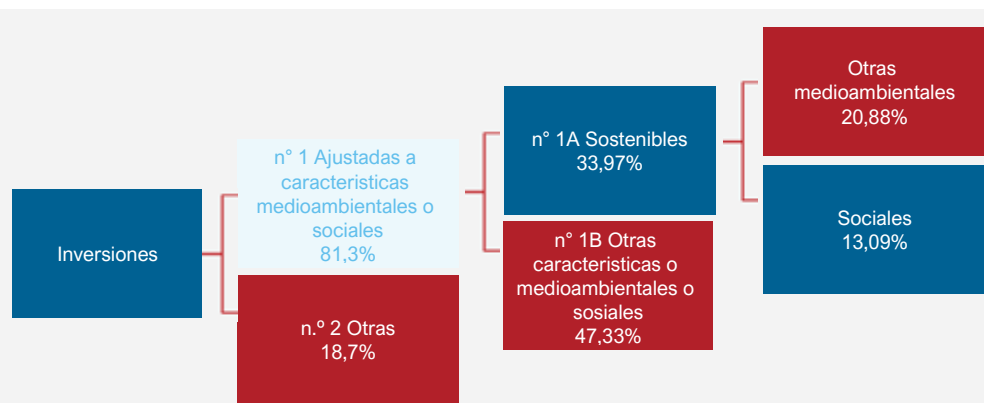 Inversiones
n° 1 Ajustadas a
caracteristicas
medioambientales o
sociales
81,3%
n.º 2 Otras
18,7%
n° 1A Sostenibles
33,97%
n° 1B Otras
caracteristicas o
medioambientales o
sosiales
47,33%
Otras
medioambientales
20,88%
Sociales
13,09%